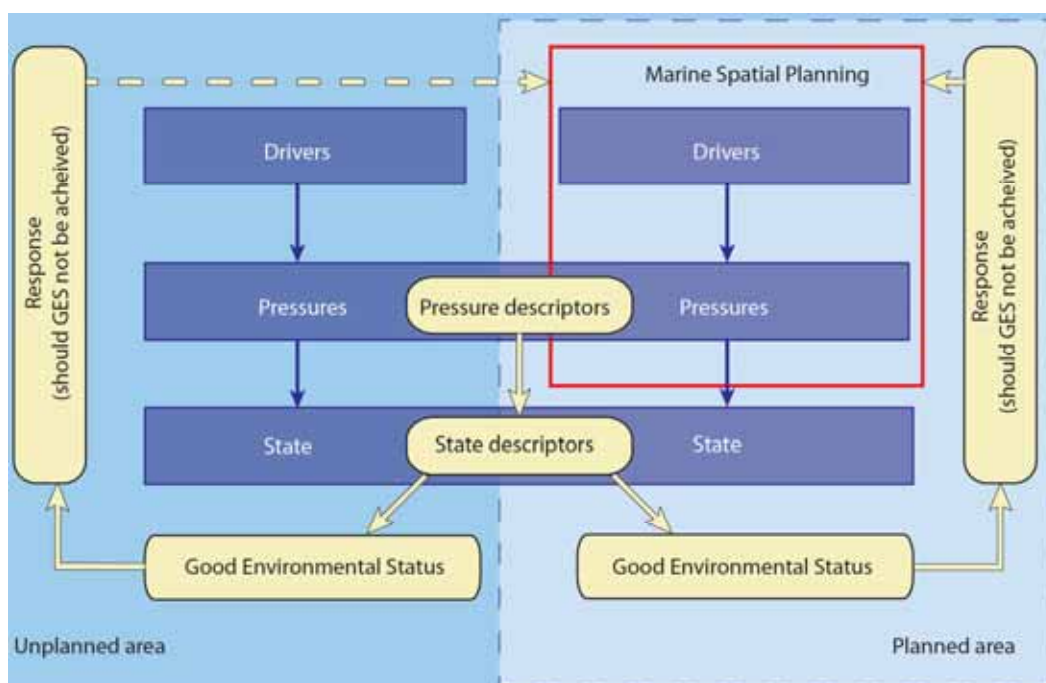 Marine Spatial Planning
Response
(should GES not be acheived)
Drivers
Drivers
Response
(should GES not be acheived)
Pressures
Pressure descriptors
Pressures
State
State descriptors
State
Good Environmental Status
Good Environmental Status
Unplanned area
Planned area